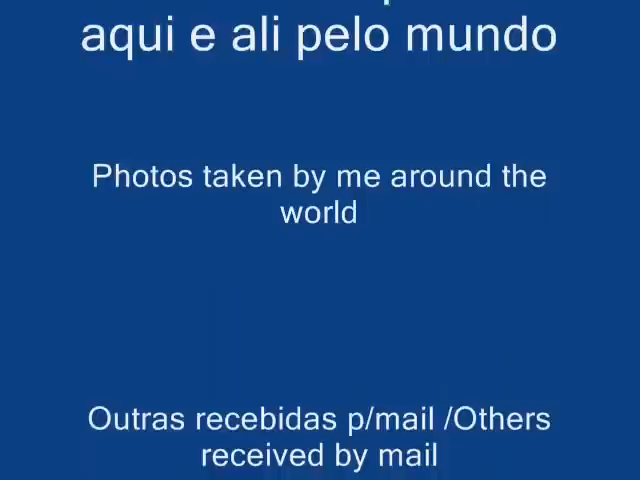 aqui e ali pelo mundo
Photos taken by me around the
world
Outras recebidas p/mail /Others
received by mail